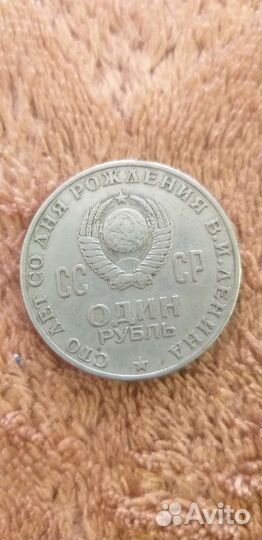 СТО ЛЕТ СО ДНЯ РОЖДЕНИЯ В.И.ЛЕНИНА
СС СР
ОДИН
РУБЛЬ
Avito